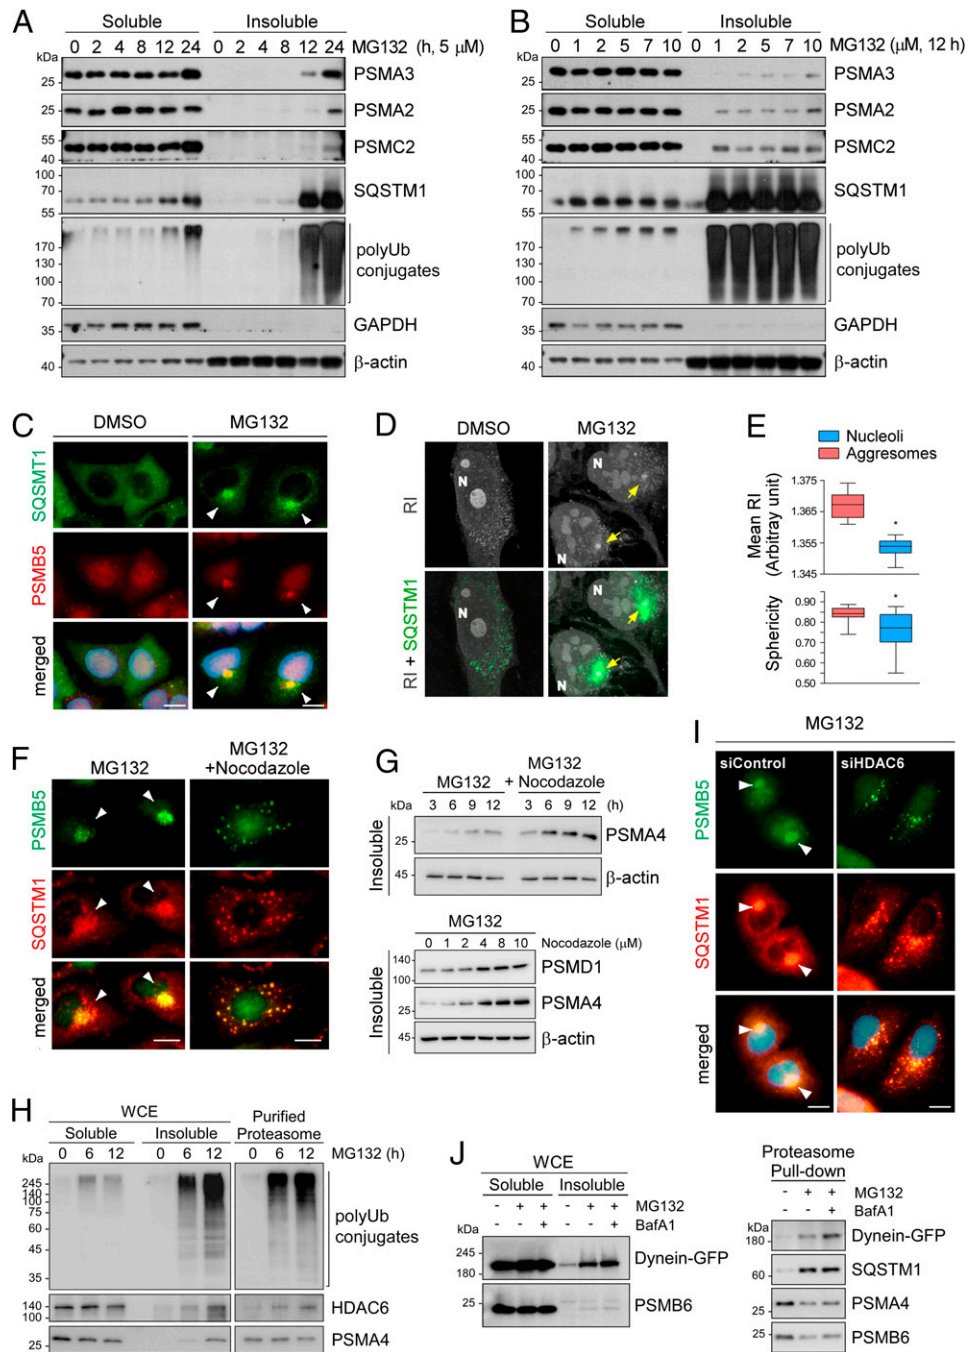 A
Soluble Insoluble
0 2 4 8 12 24 0 2 4 8 12 24 MG132 (h, 5 μM)
kDa
25 PSMA3
25 PSMA2
55
40 PSMC2
100
70
55 SQSTM1
170
130
100
70 polyUb
conjugates
35 GAPDH
40 β-actin
B
Soluble Insoluble
0 1 2 5 7 10 0 1 2 5 7 10 MG132 (μM, 12 h)
kDa
25 PSMA3
25 PSMA2
55
40 PSMC2
100
70
55 SQSTM1
170
130
100
70 polyUb
conjugates
35 GAPDH
40 β-actin
C
DMSO MG132
SQSMT1
PSMB5
merged
D
DMSO MG132
RI
N N N
RI + SQSTM1
N N N
E
Nucleoli
Aggresomes
Mean RI
(Arbitray unit)
1.375
1.365
1.355
1.345
*
Sphericity
0.90
0.80
0.70
0.60
0.50
*
F
MG132 MG132
+Nocodazole
PSMB5
SQSTM1
merged
G
MG132 MG132
+ Nocodazole
kDa 3 6 9 12 3 6 9 12 (h)
Insoluble
25 PSMA4
45 β-actin
MG132
0 1 2 4 8 10 Nocodazole (μM)
Insoluble
140
120 PSMD1
25 PSMA4
45 β-actin
I
MG132
siControl siHDAC6
PSMB5
SQSTM1
merged
H
WCE Purified
Proteasome
Soluble Insoluble
0 6 12 0 6 12 0 6 12 MG132 (h)
kDa
245
140
100
75
60
45
35
polyUb
conjugates
140
100 HDAC6
25 PSMA4
J
WCE
Soluble Insoluble
- + + - + + MG132
- - + - - + BafA1
kDa
245
180 Dynein-GFP
25 PSMB6
Proteasome
Pull-down
- + + MG132
- - + BafA1
kDa
180 Dynein-GFP
60 SQSTM1
25 PSMA4
25 PSMB6